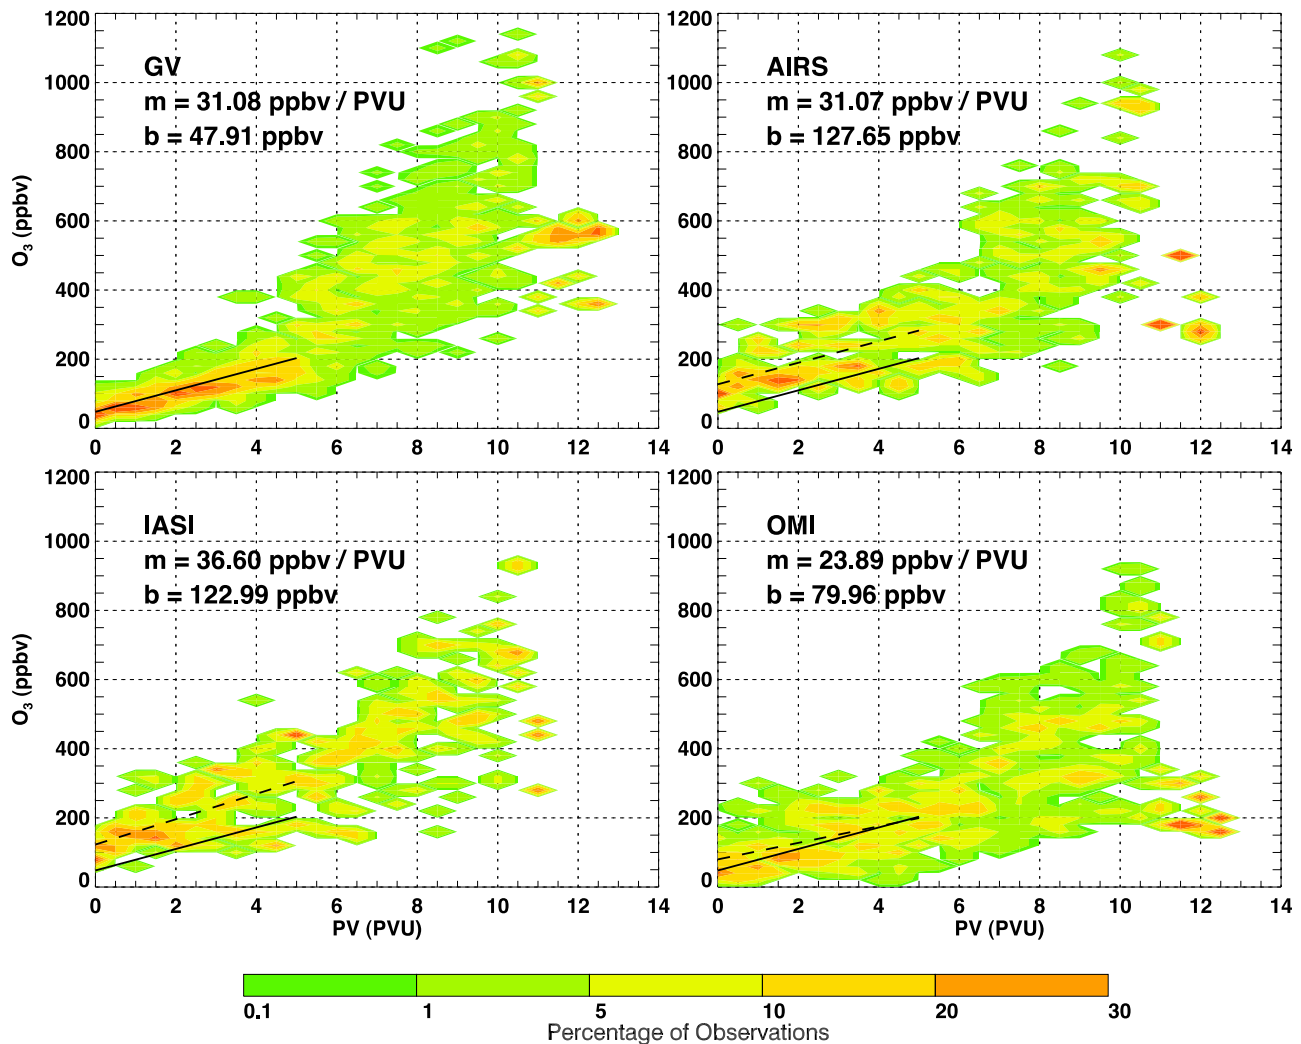 1200
1000
800
600
400
200
0
O3 (ppbv)
GV
m = 31.08 ppbv / PVU
b = 47.91 ppbv
0 2 4 6 8 10 12 14
1200
1000
800
600
400
200
0
AIRS
m = 31.07 ppbv / PVU
b = 127.65 ppbv
0 2 4 6 8 10 12 14
1200
1000
800
600
400
200
0
O3 (ppbv)
IASI
m = 36.60 ppbv / PVU
b = 122.99 ppbv
0 2 4 6 8 10 12 14
PV (PVU)
1200
1000
800
600
400
200
0
OMI
m = 23.89 ppbv / PVU
b = 79.96 ppbv
0 2 4 6 8 10 12 14
PV (PVU)
0.1 1 5 10 20 30
Percentage of Observations